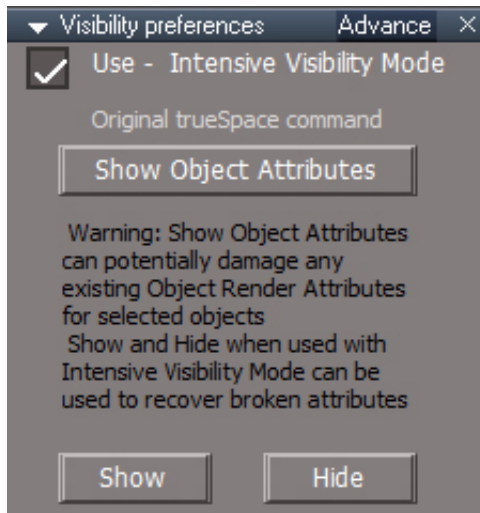 Visibility preferences Advance
Use - Intensive Visibility Mode
Original trueSpace command
Show Object Attributes
Warning: Show Object Attributes
can potentially damage any
existing Object Render Attributes
for selected objects
Show and Hide when used with
Intensive Visibility Mode can be
used to recover broken attributes
Show Hide